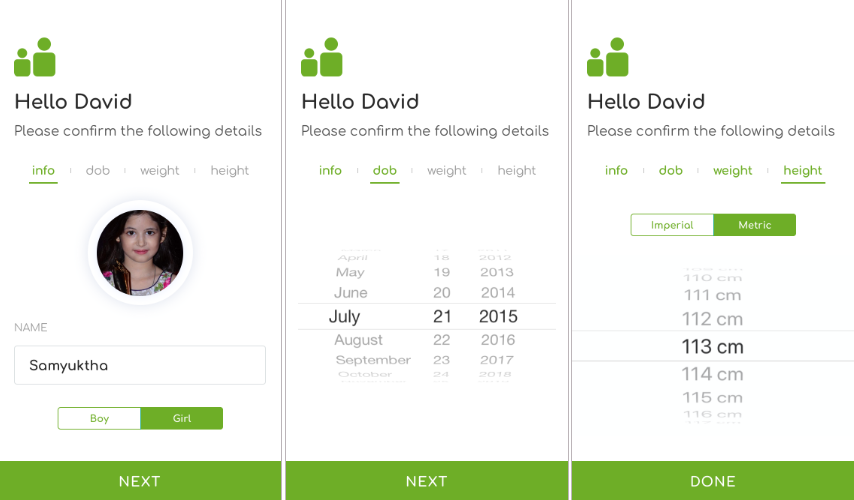 Hello David
Please confirm the following details
info dob weight height
NAME
Samyuktha
Boy Girl
NEXT
Hello David
Please confirm the following details
info dob weight height
April 18 2012
May 19 2013
June 20 2014
July 21 2015
August 22 2016
September 23 2017
October 24 2018
NEXT
Hello David
Please confirm the following details
info dob weight height
Imperial Metric
110 cm
111 cm
112 cm
113 cm
114 cm
115 cm
116 cm
DONE